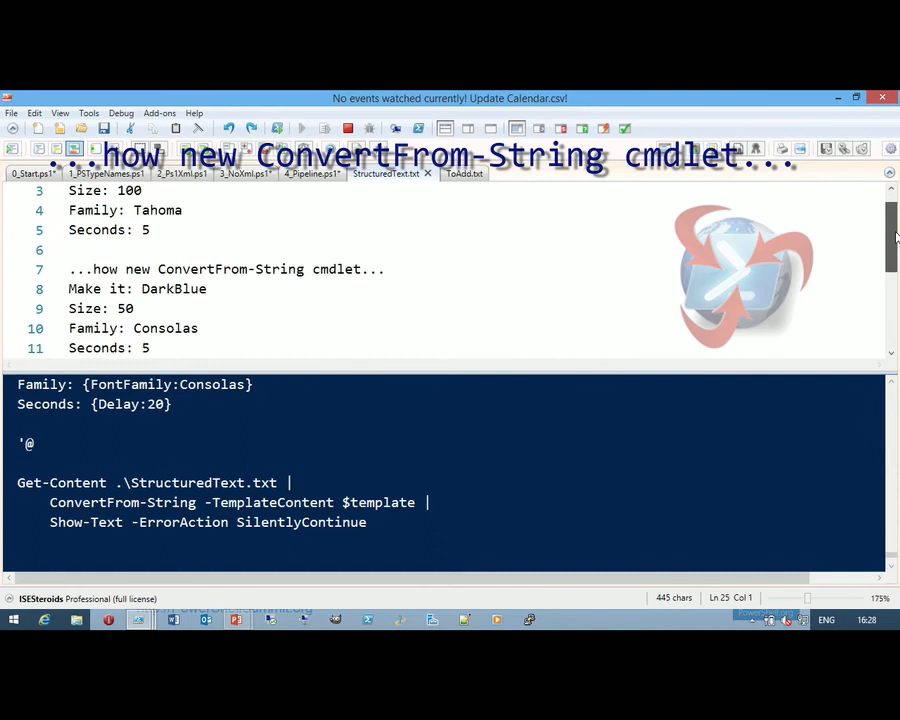 No events watched currently! Update Calendar.csv!
File Edit View Tools Debug Add-ons Help
...how new ConvertFrom-String cmdlet...
0_Start.ps1* 1_PSTypeNames.ps1 2_Ps1Xml.ps1 3_NoXml.ps1* 4_Pipeline.ps1* StructuredText.txt ToAdd.txt
3 Size: 100
4 Family: Tahoma
5 Seconds: 5
6
7 ...how new ConvertFrom-String cmdlet...
8 Make it: DarkBlue
9 Size: 50
10 Family: Consolas
11 Seconds: 5
Family: {FontFamily:Consolas}
Seconds: {Delay:20}
'@
Get-Content .\StructuredText.txt |
ConvertFrom-String -TemplateContent $template |
Show-Text -ErrorAction SilentlyContinue
ISESteroids Professional (full license) 445 chars Ln 25 Col 1 175%
ENG 16:28